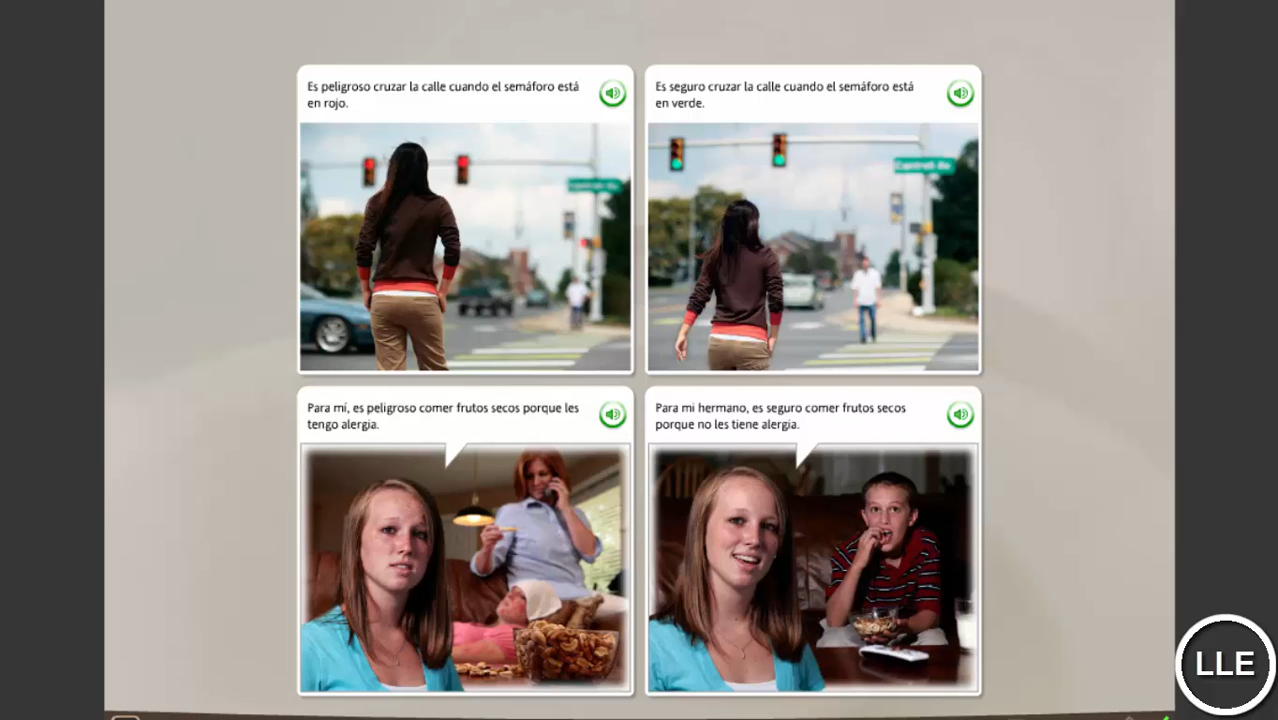 Es peligroso cruzar la calle cuando el semáforo está
en rojo.
Es seguro cruzar la calle cuando el semáforo está
en verde.
Para mí, es peligroso comer frutos secos porque les
tengo alergia.
Para mi hermano, es seguro comer frutos secos
porque no les tiene alergia.
LLE